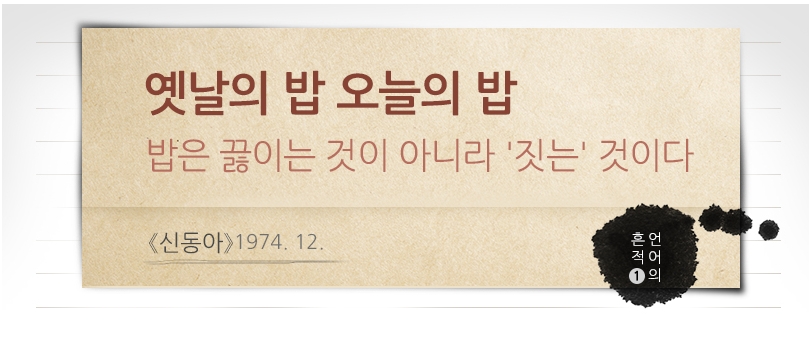 옛날의 밥 오늘의 밥
밥은 끓이는 것이 아니라 '짓는' 것이다
《신동아》1974. 12.
언어의
흔적❶